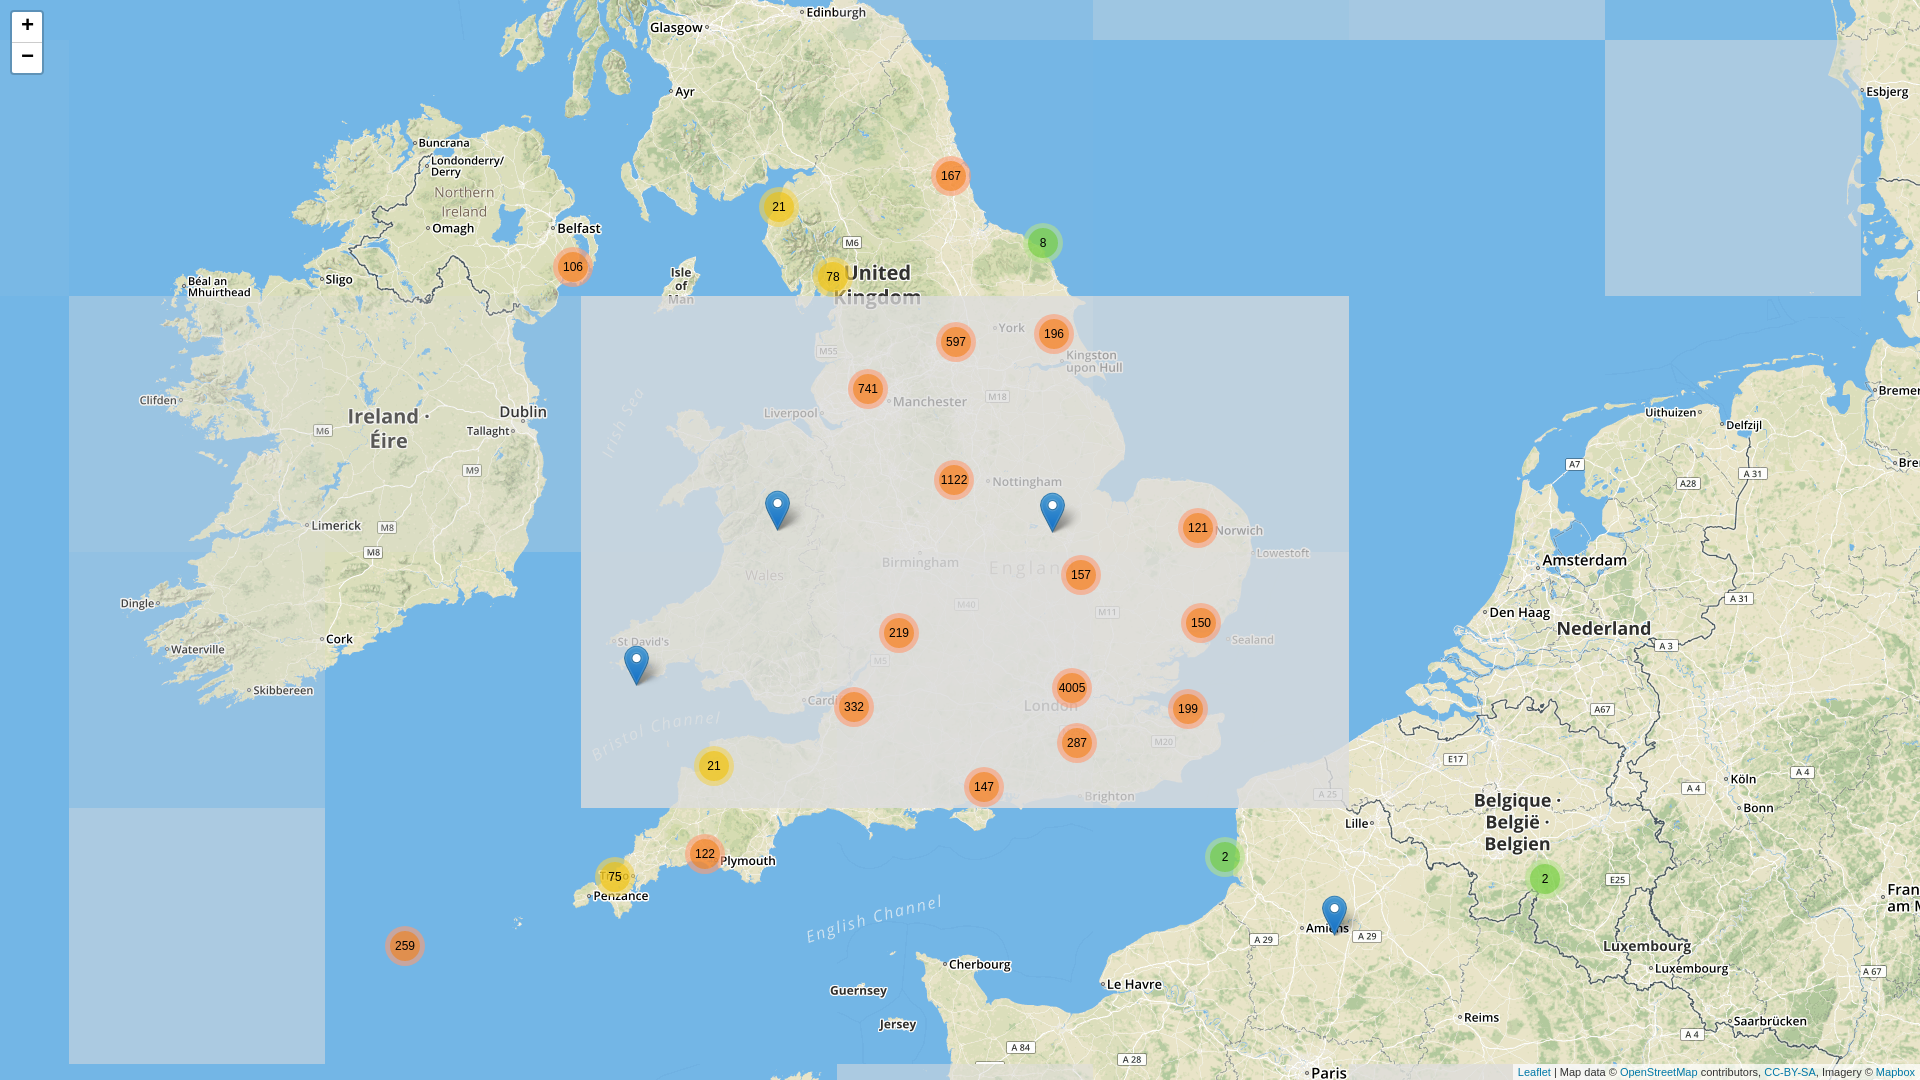 +
−
Edinburgh
Glasgow
Ayr
Esbjerg
Buncrana
Londonderry/
Derry
Northern
Ireland
Omagh
Belfast
167
21
8
106
78
M6
United
Kingdom
Isle
of
Man
Sligo
Béal an
Mhuirthead
York
196
597
Kingston
upon Hull
M55
741
Manchester
M18
Liverpool
Irish Sea
Clifden
Ireland ·
Éire
Dublin
Tallaght
M6
M9
Uithuizen
Delfzijl
A7
A 31
A28
1122
Nottingham
121
Norwich
Lowestoft
Limerick
M8
M8
Birmingham
Wales
England
157
Amsterdam
Den Haag
Nederland
A 31
A 3
M40
M11
150
Sealand
219
St David's
M5
Dingle
Cork
Waterville
Skibbereen
4005
London
199
332
287
M20
Bristol Channel
21
147
Brighton
A 25
A67
E17
Köln
A 4
A 4
Bonn
Belgique ·
België ·
Belgien
Lille
2
2
E25
122
Plymouth
75
Penzance
English Channel
259
Amiens
A 29
A 29
Luxembourg
Luxembourg
A 67
Cherbourg
Le Havre
Guernsey
Jersey
Reims
Saarbrücken
A 4
A 84
A 28
Paris
Leaflet | Map data © OpenStreetMap contributors, CC-BY-SA, Imagery © Mapbox